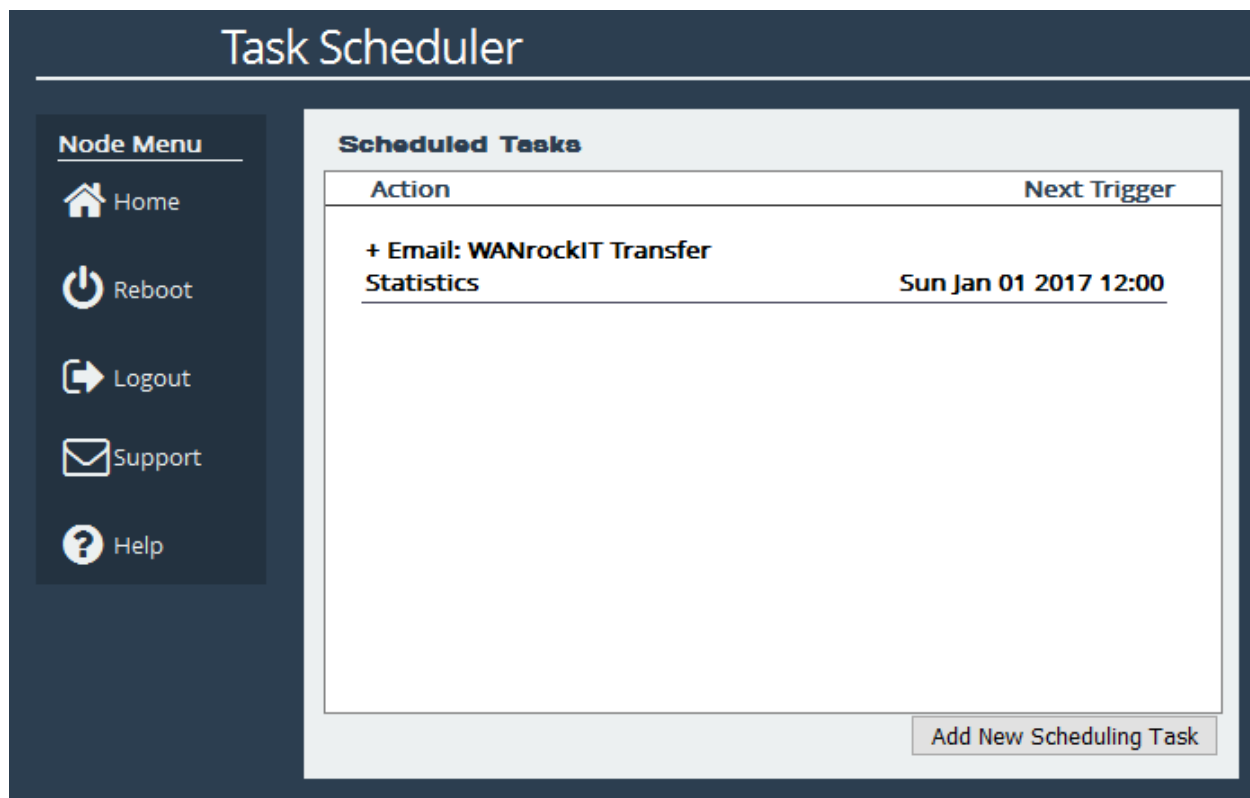 Task Scheduler
Node Menu
Home
Reboot
Logout
Support
Help
Scheduled Tasks
Action Next Trigger
+ Email: WANrockIT Transfer
Statistics Sun Jan 01 2017 12:00
Add New Scheduling Task